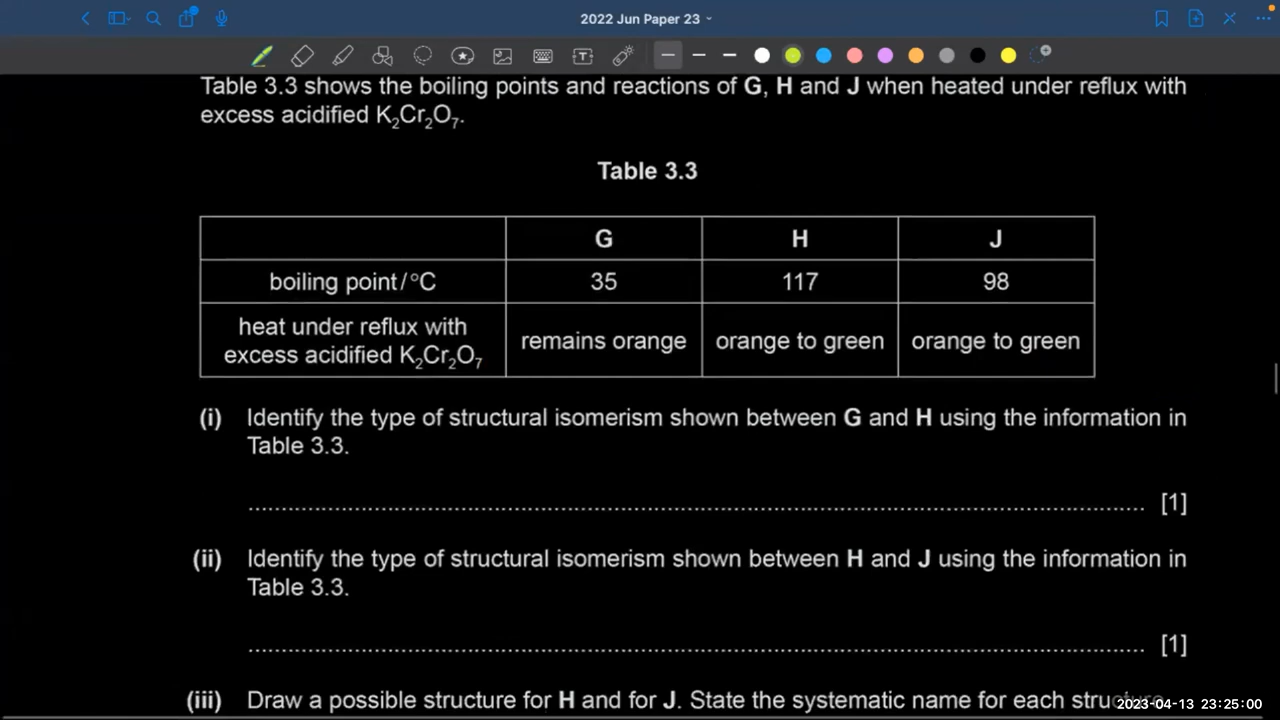 2022 Jun Paper 23
Table 3.3 shows the boiling points and reactions of G, H and J when heated under reflux with
excess acidified K₂Cr₂O₇.
Table 3.3
G H J
boiling point / °C 35 117 98
heat under reflux with
excess acidified K₂Cr₂O₇ remains orange orange to green orange to green
(i) Identify the type of structural isomerism shown between G and H using the information in
Table 3.3.
[1]
(ii) Identify the type of structural isomerism shown between H and J using the information in
Table 3.3.
[1]
(iii) Draw a possible structure for H and for J. State the systematic name for each structure.
2023-04-13 23:25:00